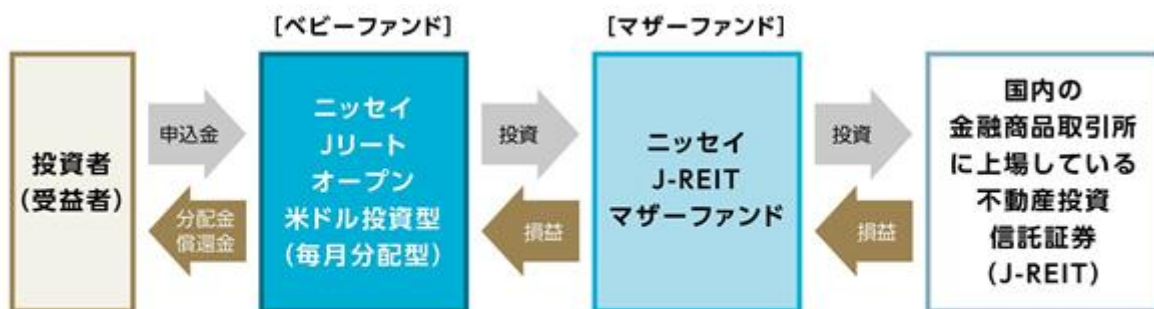 [ベビーファンド]
[マザーファンド]
投資者
(受益者)
申込金
分配金
償還金
ニッセイ
Jリート
オープン
米ドル投資型
(毎月分配型)
投資
損益
ニッセイ
J-REIT
マザーファンド
投資
損益
国内の
金融商品取引所
に上場している
不動産投資
信託証券
(J-REIT)